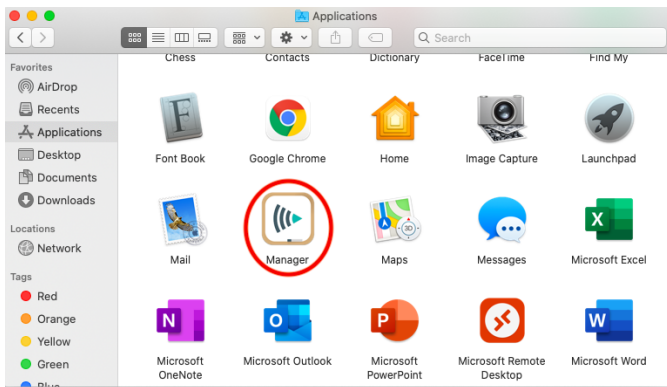 Applications
Search
Favorites
AirDrop
Recents
Applications
Desktop
Documents
Downloads
Locations
Network
Tags
Red
Orange
Yellow
Green
Blue
Chess
Contacts
Dictionary
FaceTime
Find My
Font Book
Google Chrome
Home
Image Capture
Launchpad
Mail
Manager
Maps
Messages
Microsoft Excel
Microsoft
OneNote
Microsoft Outlook
Microsoft
PowerPoint
Microsoft Remote
Desktop
Microsoft Word
F
3D
X
N
O
P
W